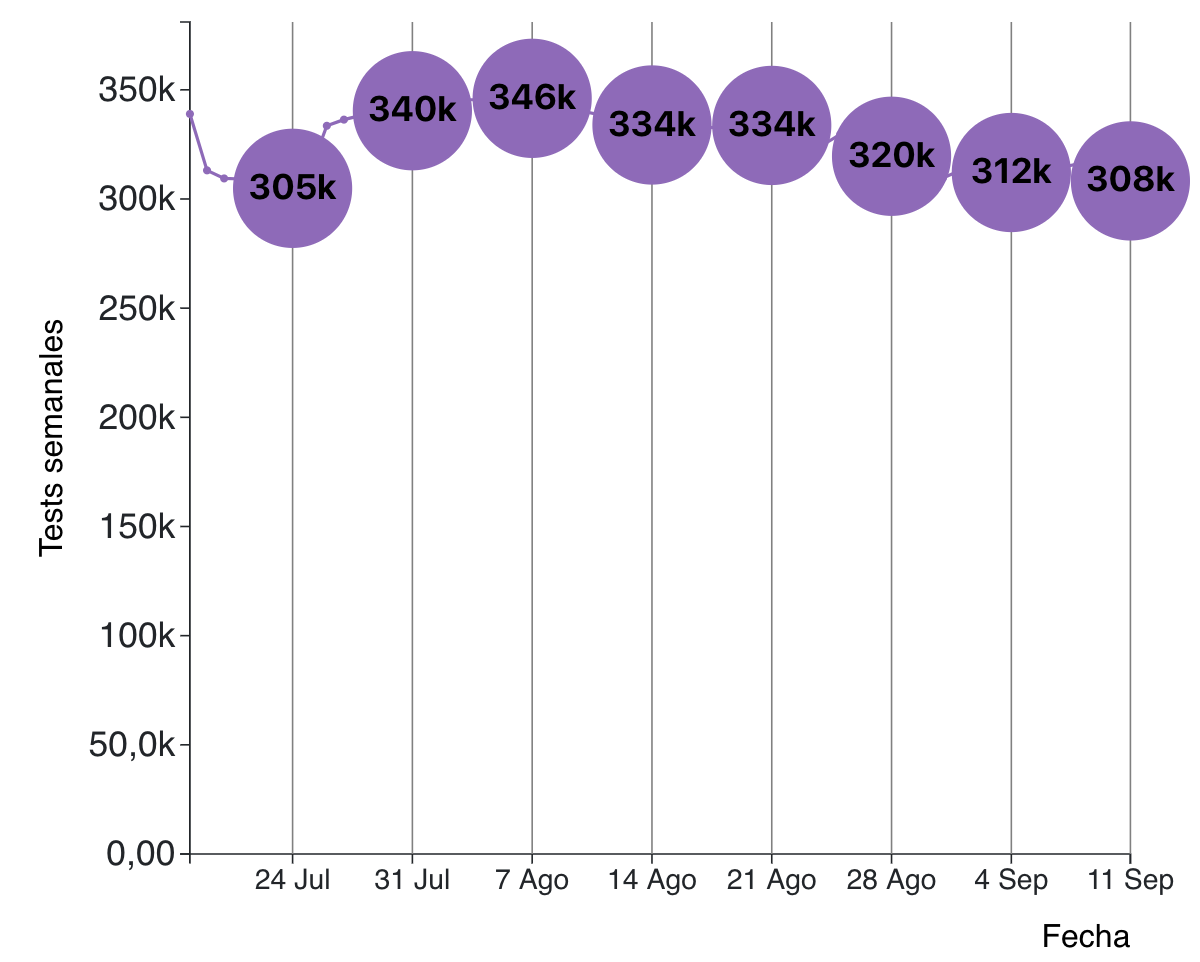 350k
300k
250k
200k
150k
100k
50,0k
0,00
Tests semanales
305k
340k
346k
334k
334k
320k
312k
308k
24 Jul
31 Jul
7 Ago
14 Ago
21 Ago
28 Ago
4 Sep
11 Sep
Fecha